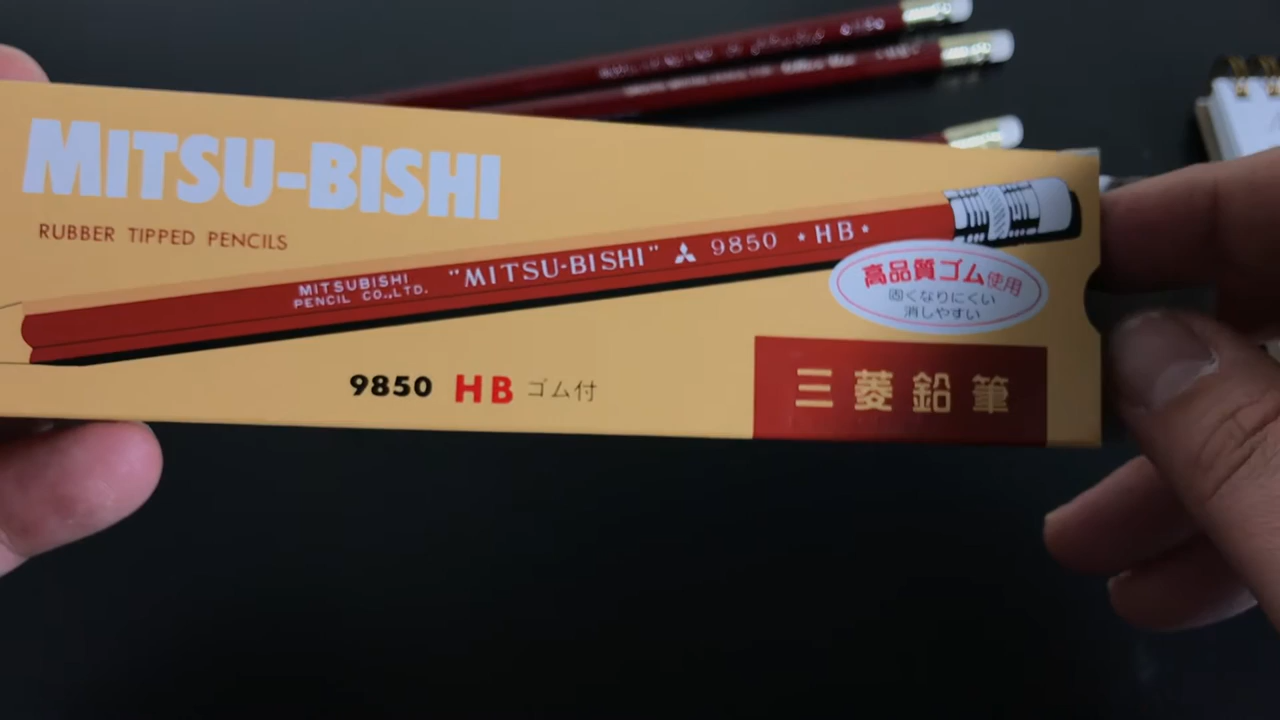 MITSU-BISHI
RUBBER TIPPED PENCILS
MITSUBISHI
PENCIL CO.,LTD.
"MITSU-BISHI" 9850 ・HB・
高品質ゴム使用
固くなりにくい
消しやすい
9850 HB ゴム付
三菱鉛筆